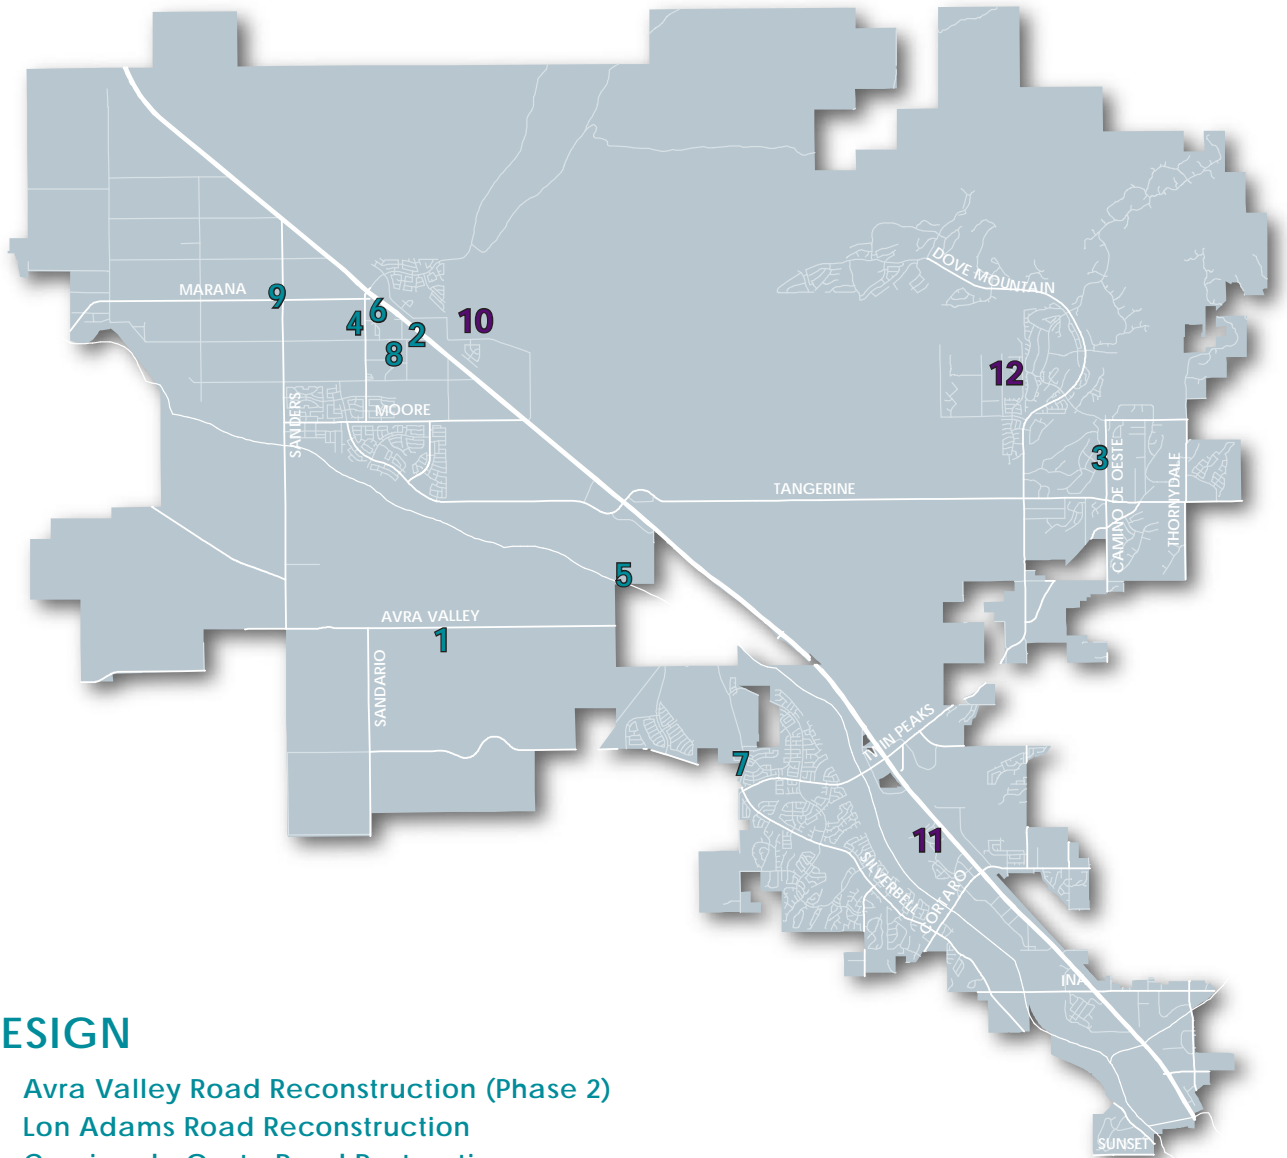 DOVE MOUNTAIN
MARANA
9
6
4
2
10
8
12
SANDERS
MOORE
3
CAMINO DE OESTE
THORNYDALE
TANGERINE
5
AVRA VALLEY
1
SANDARIO
TWIN PEAKS
7
11
SILVERBELL
CORTARO
INA
SUNSET
ESIGN
Avra Valley Road Reconstruction (Phase 2)
Lon Adams Road Reconstruction